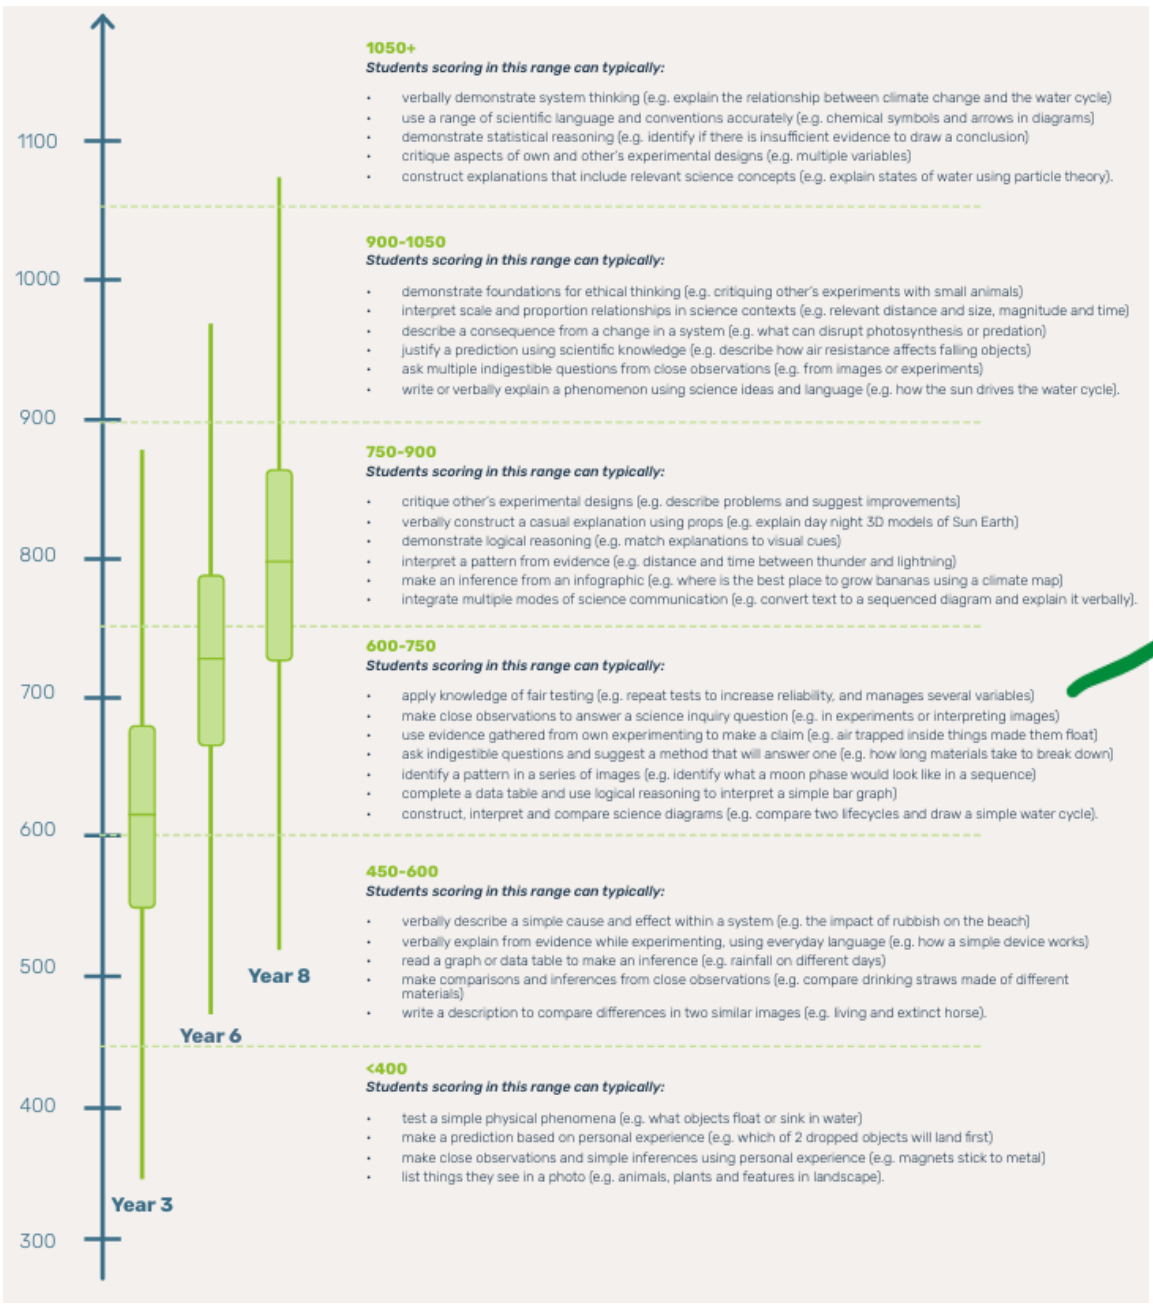 1050+
Students scoring in this range can typically:
• verbally demonstrate system thinking (e.g. explain the relationship between climate change and the water cycle)
• use a range of scientific language and conventions accurately (e.g. chemical symbols and arrows in diagrams)
1100
• demonstrate statistical reasoning (e.g. identify if there is insufficient evidence to draw a conclusion)
• critique aspects of own and other's experimental designs (e.g. multiple variables)
• construct explanations that include relevant science concepts (e.g. explain states of water using particle theory).
900-1050
Students scoring in this range can typically:
1000
• demonstrate foundations for ethical thinking (e.g. critiquing other's experiments with small animals)
• interpret scale and proportion relationships in science contexts (e.g. relevant distance and size, magnitude and time)
• describe a consequence from a change in a system (e.g. what can disrupt photosynthesis or predation)
• justify a prediction using scientific knowledge (e.g. describe how air resistance affects falling objects)
• ask multiple indigestible questions from close observations (e.g. from images or experiments)
• write or verbally explain a phenomenon using science ideas and language (e.g. how the sun drives the water cycle).
900
750-900
Students scoring in this range can typically:
• critique other's experimental designs (e.g. describe problems and suggest improvements)
• verbally construct a casual explanation using props (e.g. explain day night 3D models of Sun Earth)
• demonstrate logical reasoning (e.g. match explanations to visual cues)
800
• interpret a pattern from evidence (e.g. distance and time between thunder and lightning)
• make an inference from an infographic (e.g. where is the best place to grow bananas using a climate map)
• integrate multiple modes of science communication (e.g. convert text to a sequenced diagram and explain it verbally).
600-750
Students scoring in this range can typically:
700
• apply knowledge of fair testing (e.g. repeat tests to increase reliability, and manages several variables)
• make close observations to answer a science inquiry question (e.g. in experiments or interpreting images)
• use evidence gathered from own experimenting to make a claim (e.g. air trapped inside things made them float)
• ask indigestible questions and suggest a method that will answer one (e.g. how long materials take to break down)
• identify a pattern in a series of images (e.g. identify what a moon phase would look like in a sequence)
• complete a data table and use logical reasoning to interpret a simple bar graph)
• construct, interpret and compare science diagrams (e.g. compare two lifecycles and draw a simple water cycle).
600
450-600
Students scoring in this range can typically:
• verbally describe a simple cause and effect within a system (e.g. the impact of rubbish on the beach)
• verbally explain from evidence while experimenting, using everyday language (e.g. how a simple device works)
• read a graph or data table to make an inference (e.g. rainfall on different days)
500
Year 8
• make comparisons and inferences from close observations (e.g. compare drinking straws made of different
materials)
• write a description to compare differences in two similar images (e.g. living and extinct horse).
Year 6
<400
Students scoring in this range can typically:
400
• test a simple physical phenomena (e.g. what objects float or sink in water)
• make a prediction based on personal experience (e.g. which of 2 dropped objects will land first)
• make close observations and simple inferences using personal experience (e.g. magnets stick to metal)
• list things they see in a photo (e.g. animals, plants and features in landscape).
Year 3
300